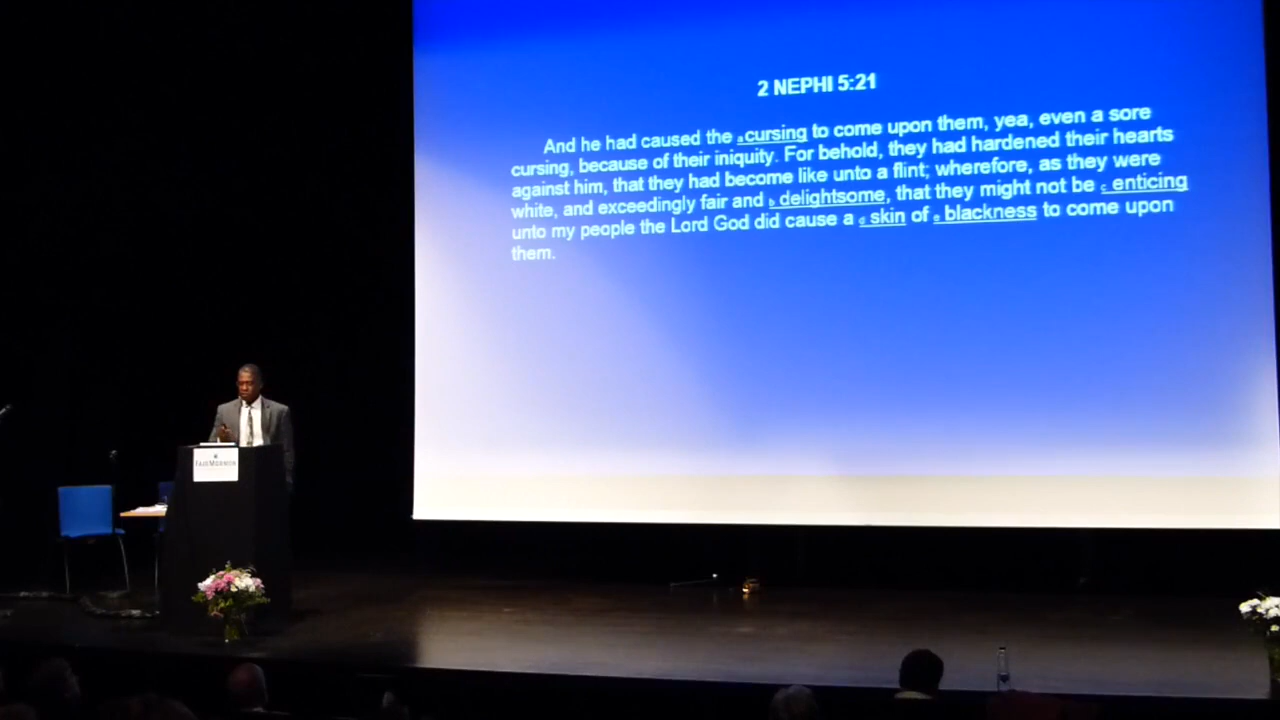 2 NEPHI 5:21
And he had caused the a cursing to come upon them, yea, even a sore
cursing, because of their iniquity. For behold, they had hardened their hearts
against him, that they had become like unto a flint; wherefore, as they were
white, and exceedingly fair and b delightsome, that they might not be c enticing
unto my people the Lord God did cause a d skin of e blackness to come upon
them.
FAIRMORMON